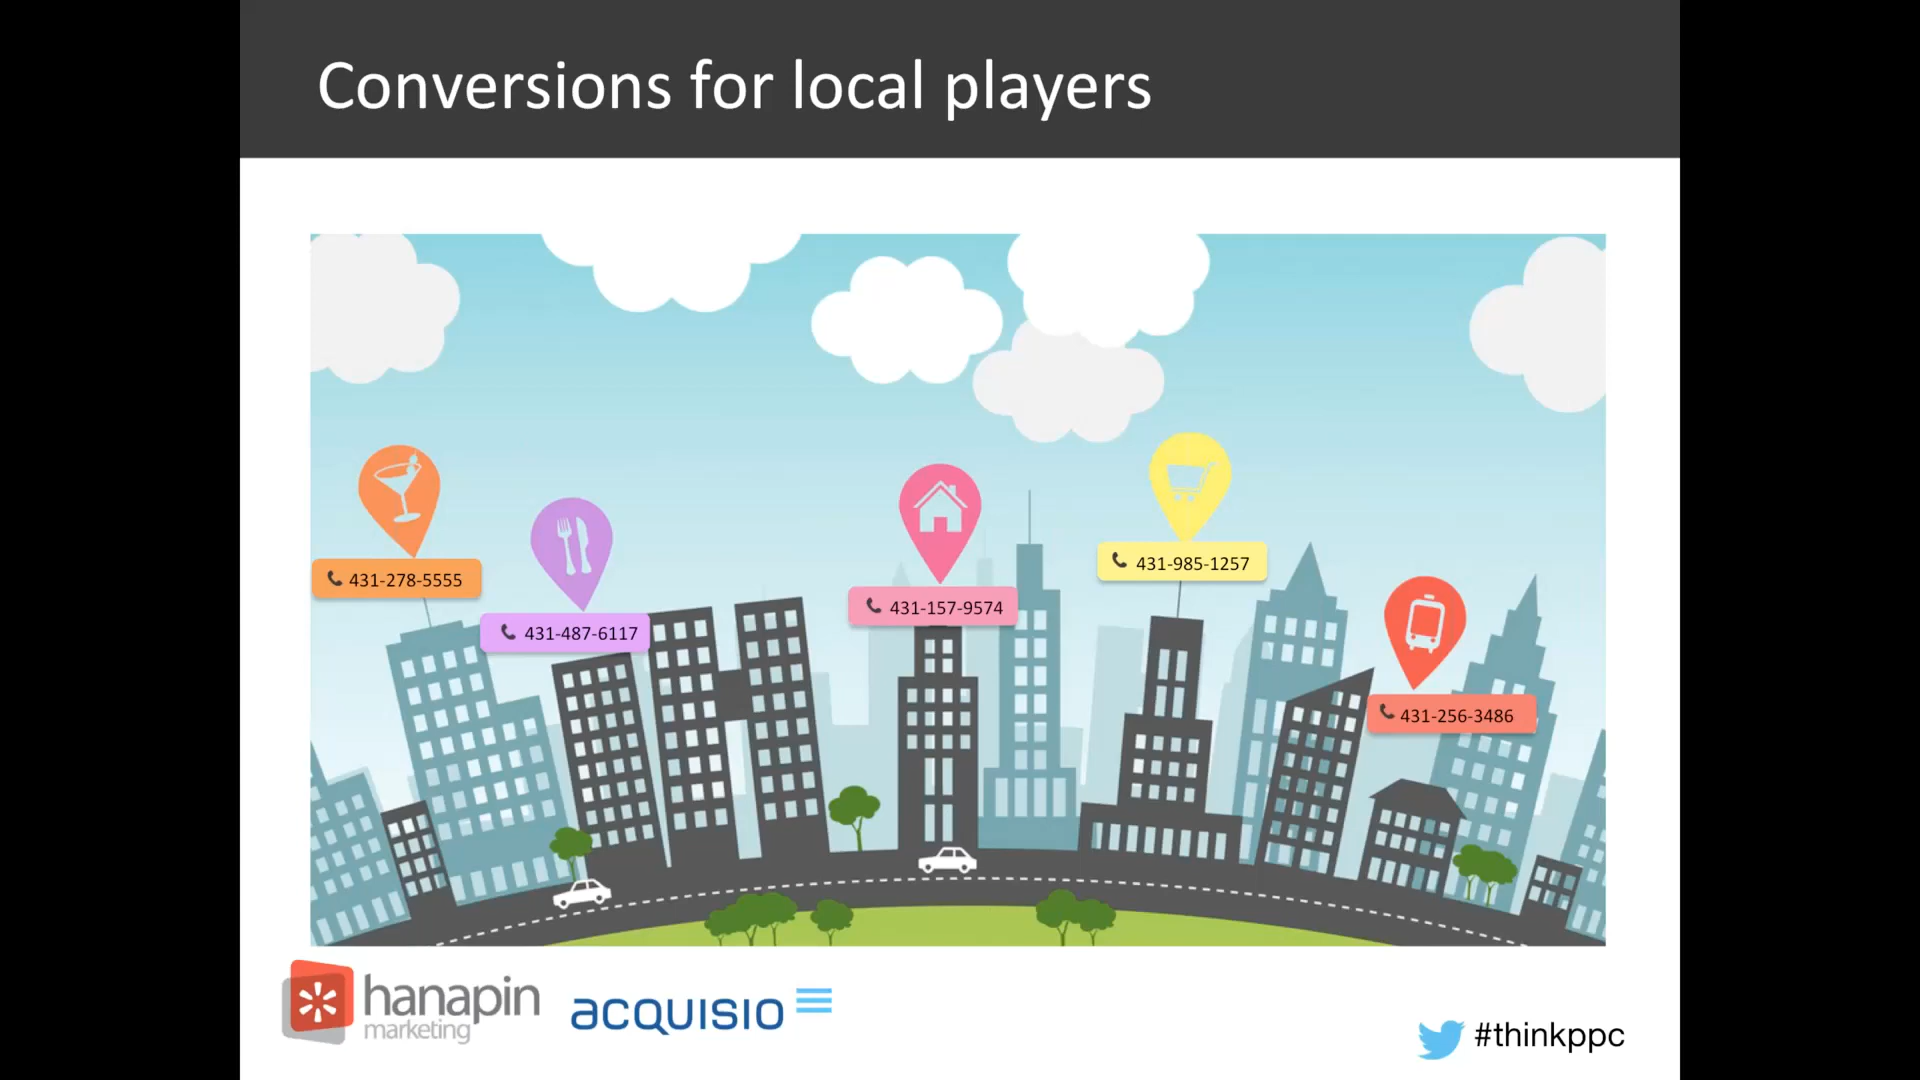 Conversions for local players
431-278-5555
431-487-6117
431-157-9574
431-985-1257
431-256-3486
hanapin
marketing
acquisio
#thinkppc